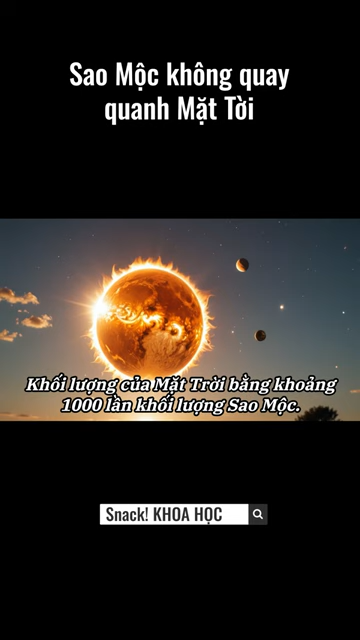 Sao Mộc không quay
quanh Mặt Tời
Khối lượng của Mặt Trời bằng khoảng
1000 lần khối lượng Sao Mộc.
Snack! KHOA HỌC